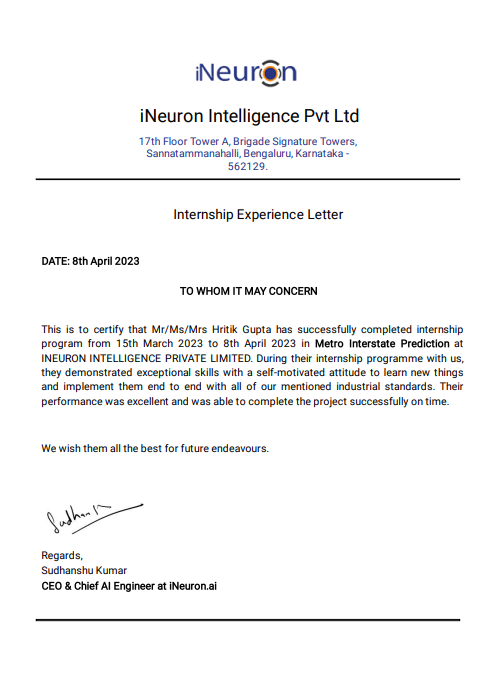 iNeuron
iNeuron Intelligence Pvt Ltd
17th Floor Tower A, Brigade Signature Towers,
Sannatammanahalli, Bengaluru, Karnataka -
562129.
Internship Experience Letter
DATE: 8th April 2023
TO WHOM IT MAY CONCERN
This is to certify that Mr/Ms/Mrs Hritik Gupta has successfully completed internship
program from 15th March 2023 to 8th April 2023 in Metro Interstate Prediction at
INEURON INTELLIGENCE PRIVATE LIMITED. During their internship programme with us,
they demonstrated exceptional skills with a self-motivated attitude to learn new things
and implement them end to end with all of our mentioned industrial standards. Their
performance was excellent and was able to complete the project successfully on time.
We wish them all the best for future endeavours.
Sudhan
Regards,
Sudhanshu Kumar
CEO & Chief AI Engineer at iNeuron.ai